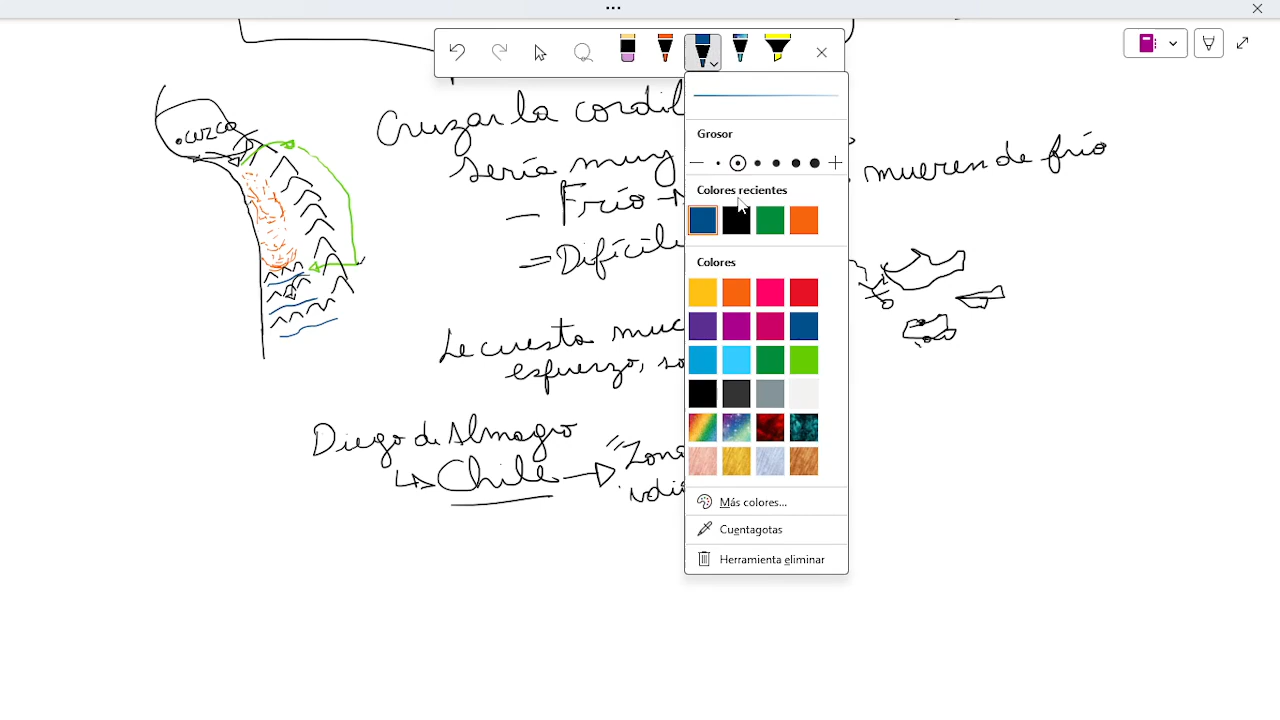 .cuzco
Cruzar la cordil
sería muy
mueren de frío
- Frío →
= Difícil
Le cuesta muc
esfuerzo, so
Diego de Almagro
↳ Chile → "Zona
indi
Grosor
Colores recientes
Colores
Más colores...
Cuentagotas
Herramienta eliminar